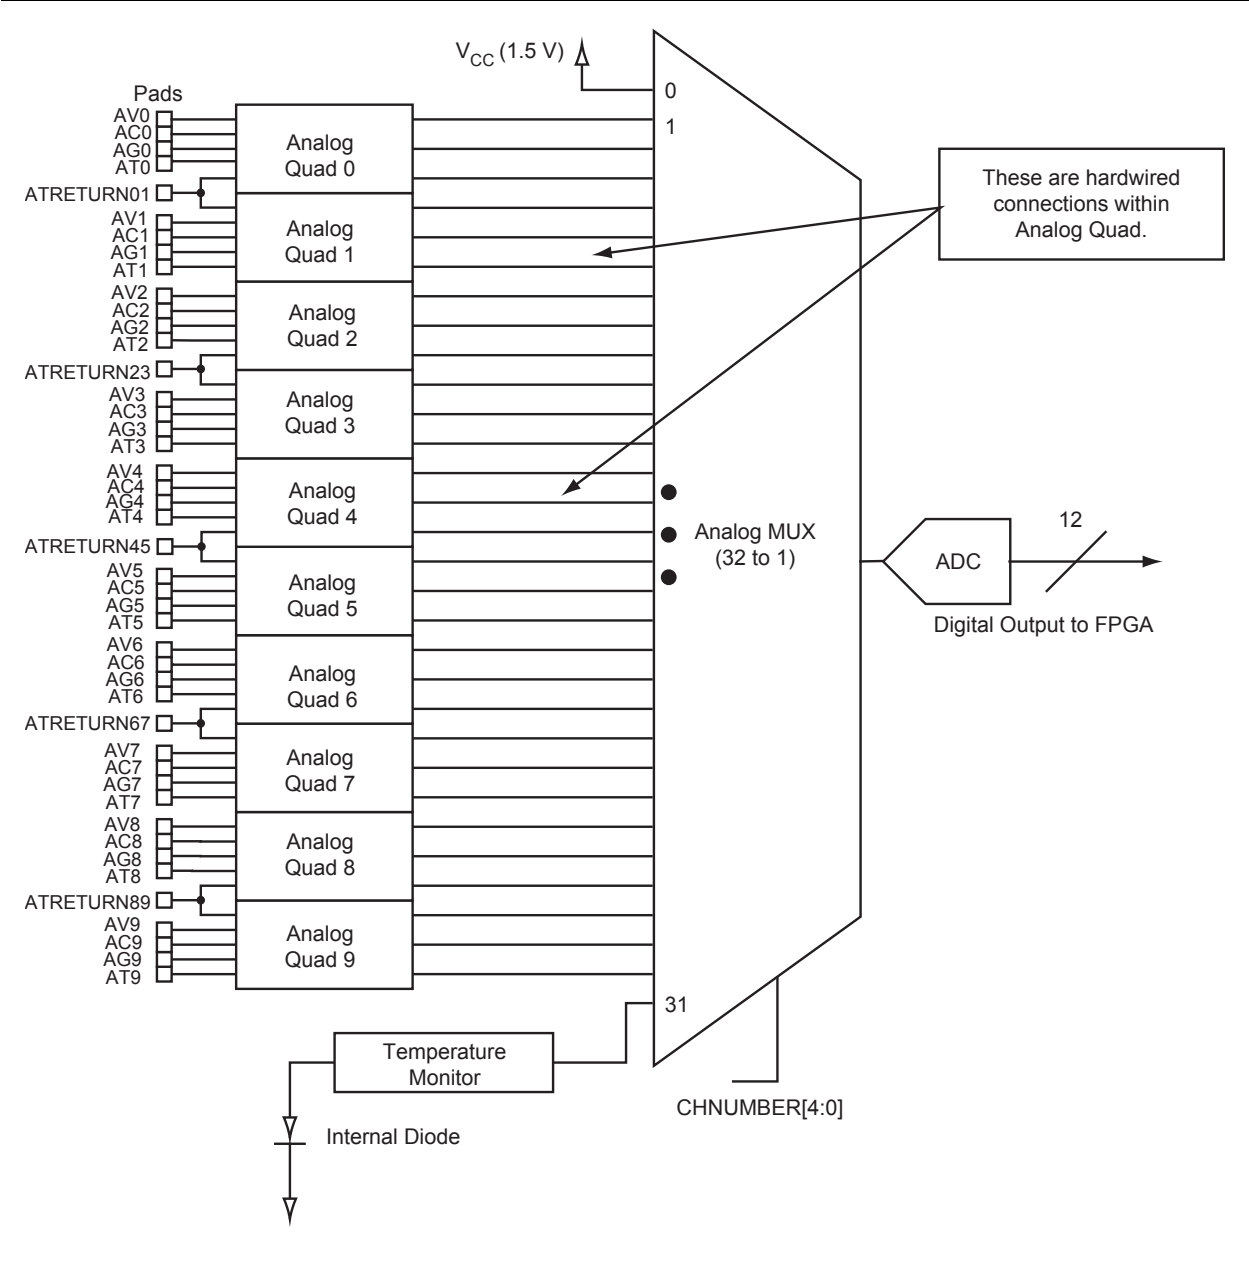 V_CC (1.5 V)
Pads
0
1
AV0
AC0
AG0
AT0
Analog
Quad 0
ATRETURN01
AV1
AC1
AG1
AT1
Analog
Quad 1
These are hardwired
connections within
Analog Quad.
AV2
AC2
AG2
AT2
Analog
Quad 2
ATRETURN23
AV3
AC3
AG3
AT3
Analog
Quad 3
AV4
AC4
AG4
AT4
Analog
Quad 4
ATRETURN45
Analog MUX
(32 to 1)
ADC
12
Digital Output to FPGA
AV5
AC5
AG5
AT5
Analog
Quad 5
AV6
AC6
AG6
AT6
Analog
Quad 6
ATRETURN67
AV7
AC7
AG7
AT7
Analog
Quad 7
AV8
AC8
AG8
AT8
Analog
Quad 8
ATRETURN89
AV9
AC9
AG9
AT9
Analog
Quad 9
31
Temperature
Monitor
CHNUMBER[4:0]
Internal Diode